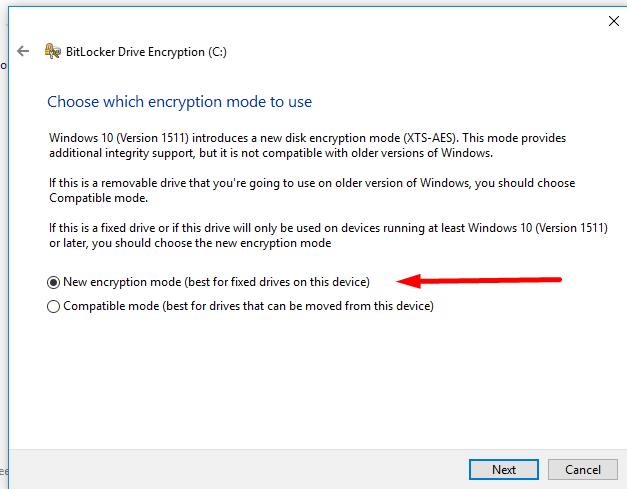 BitLocker Drive Encryption (C:)
Choose which encryption mode to use
Windows 10 (Version 1511) introduces a new disk encryption mode (XTS-AES). This mode provides
additional integrity support, but it is not compatible with older versions of Windows.
If this is a removable drive that you're going to use on older version of Windows, you should choose
Compatible mode.
If this is a fixed drive or if this drive will only be used on devices running at least Windows 10 (Version 1511)
or later, you should choose the new encryption mode
New encryption mode (best for fixed drives on this device)
Compatible mode (best for drives that can be moved from this device)
Next Cancel